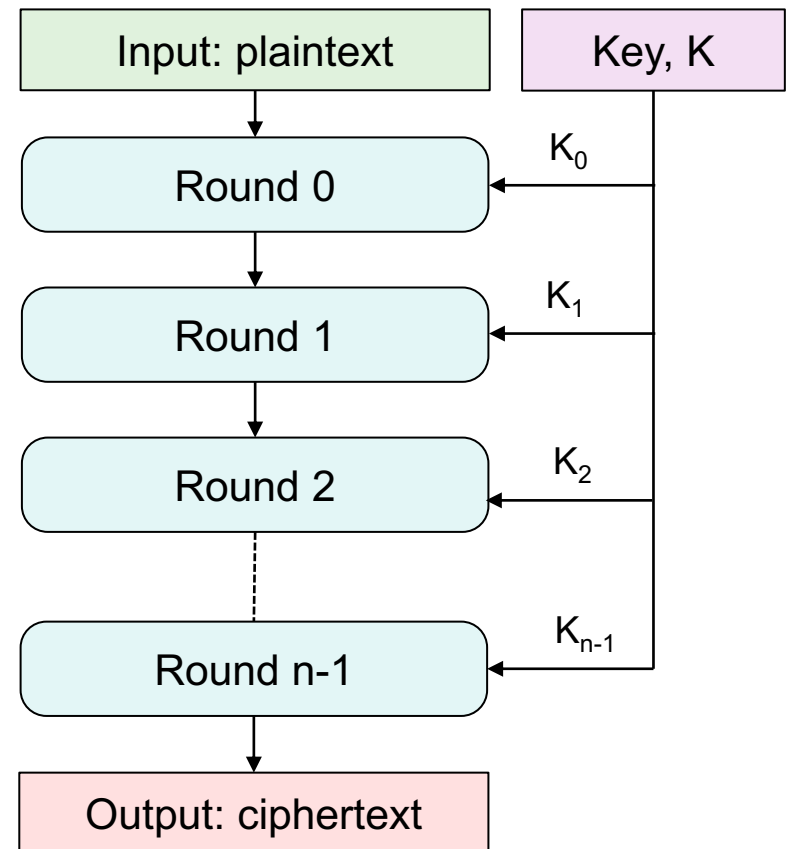 Input: plaintext
Key, K
K₀
Round 0
K₁
Round 1
K₂
Round 2
Kₙ₋₁
Round n-1
Output: ciphertext